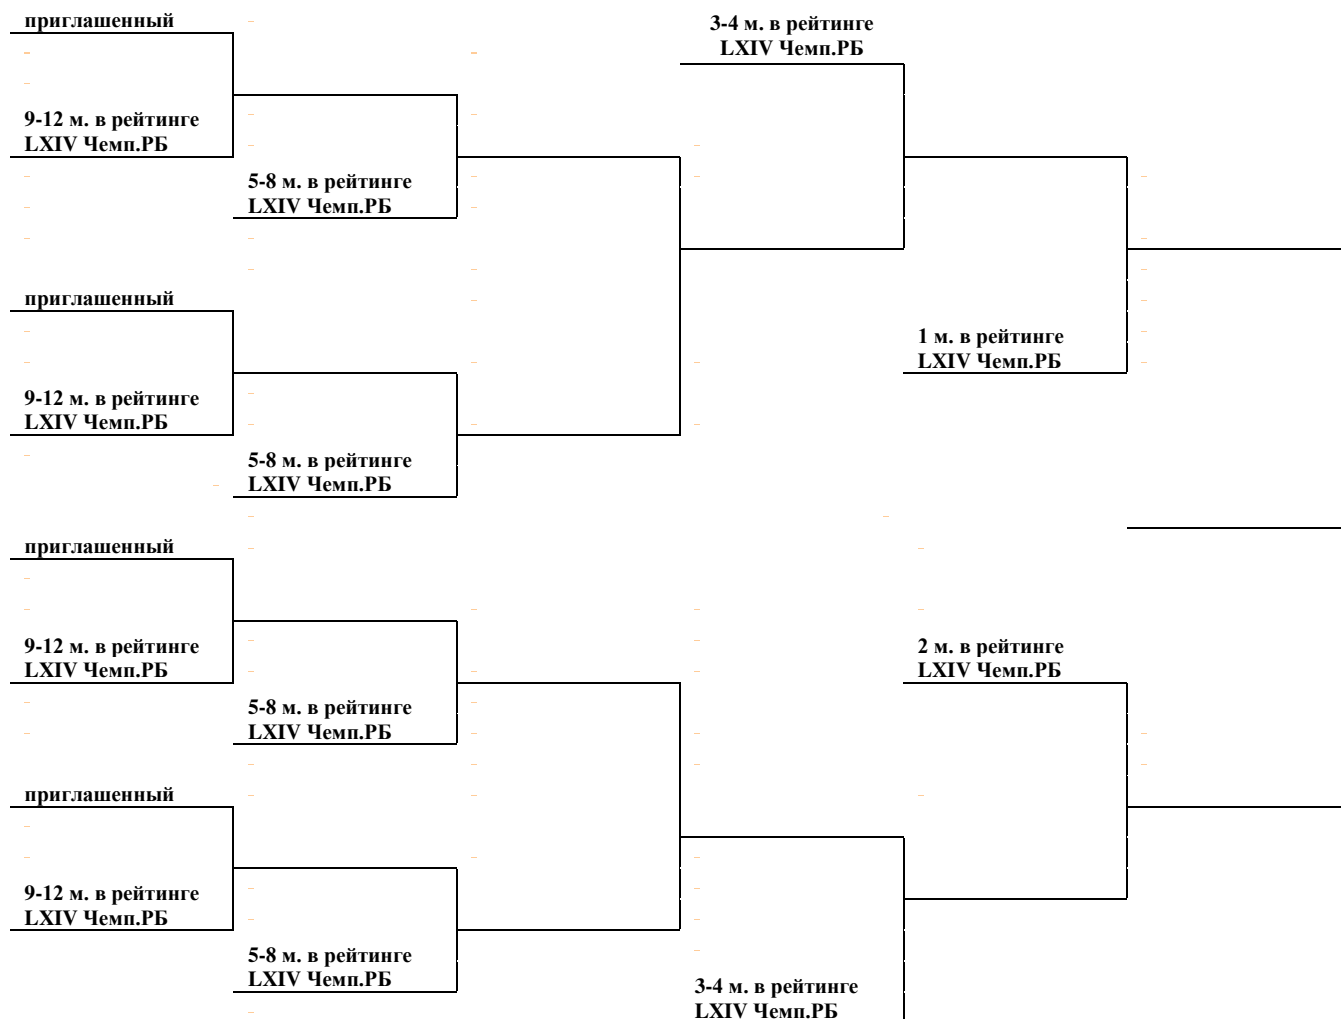 приглашенный
3-4 м. в рейтинге
LXIV Чемп.РБ
9-12 м. в рейтинге
LXIV Чемп.РБ
5-8 м. в рейтинге
LXIV Чемп.РБ
приглашенный
1 м. в рейтинге
LXIV Чемп.РБ
9-12 м. в рейтинге
LXIV Чемп.РБ
5-8 м. в рейтинге
LXIV Чемп.РБ
приглашенный
9-12 м. в рейтинге
LXIV Чемп.РБ
2 м. в рейтинге
LXIV Чемп.РБ
5-8 м. в рейтинге
LXIV Чемп.РБ
приглашенный
9-12 м. в рейтинге
LXIV Чемп.РБ
5-8 м. в рейтинге
LXIV Чемп.РБ
3-4 м. в рейтинге
LXIV Чемп.РБ